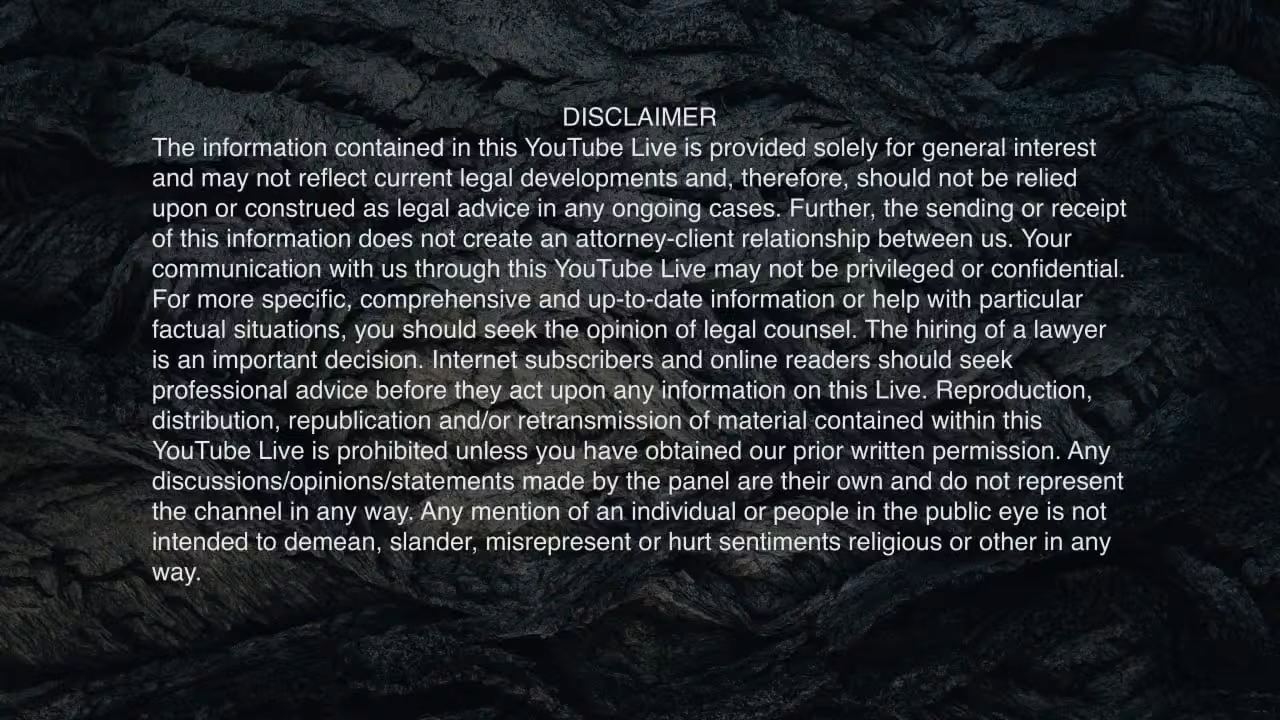 DISCLAIMER
The information contained in this YouTube Live is provided solely for general interest
and may not reflect current legal developments and, therefore, should not be relied
upon or construed as legal advice in any ongoing cases. Further, the sending or receipt
of this information does not create an attorney-client relationship between us. Your
communication with us through this YouTube Live may not be privileged or confidential.
For more specific, comprehensive and up-to-date information or help with particular
factual situations, you should seek the opinion of legal counsel. The hiring of a lawyer
is an important decision. Internet subscribers and online readers should seek
professional advice before they act upon any information on this Live. Reproduction,
distribution, republication and/or retransmission of material contained within this
YouTube Live is prohibited unless you have obtained our prior written permission. Any
discussions/opinions/statements made by the panel are their own and do not represent
the channel in any way. Any mention of an individual or people in the public eye is not
intended to demean, slander, misrepresent or hurt sentiments religious or other in any
way.